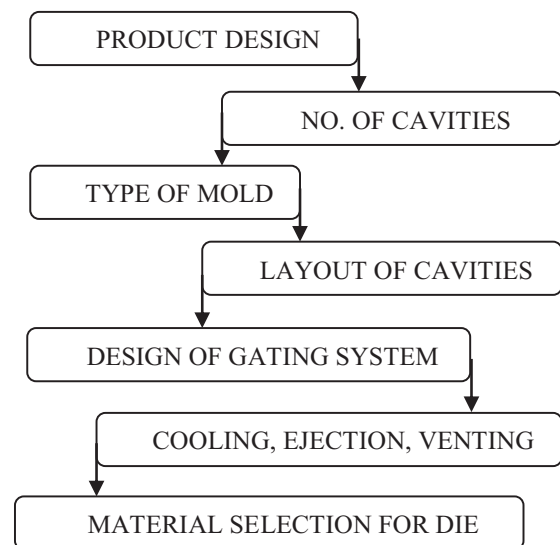 PRODUCT DESIGN
NO. OF CAVITIES
TYPE OF MOLD
LAYOUT OF CAVITIES
DESIGN OF GATING SYSTEM
COOLING, EJECTION, VENTING
MATERIAL SELECTION FOR DIE